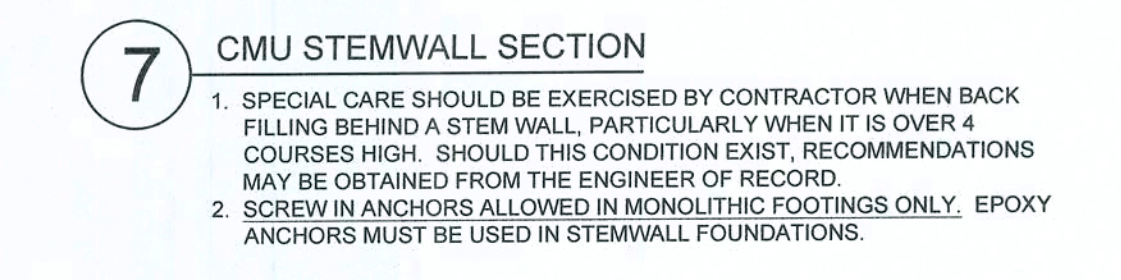 7 CMU STEMWALL SECTION
1. SPECIAL CARE SHOULD BE EXERCISED BY CONTRACTOR WHEN BACK
FILLING BEHIND A STEM WALL, PARTICULARLY WHEN IT IS OVER 4
COURSES HIGH. SHOULD THIS CONDITION EXIST, RECOMMENDATIONS
MAY BE OBTAINED FROM THE ENGINEER OF RECORD.
2. SCREW IN ANCHORS ALLOWED IN MONOLITHIC FOOTINGS ONLY. EPOXY
ANCHORS MUST BE USED IN STEMWALL FOUNDATIONS.